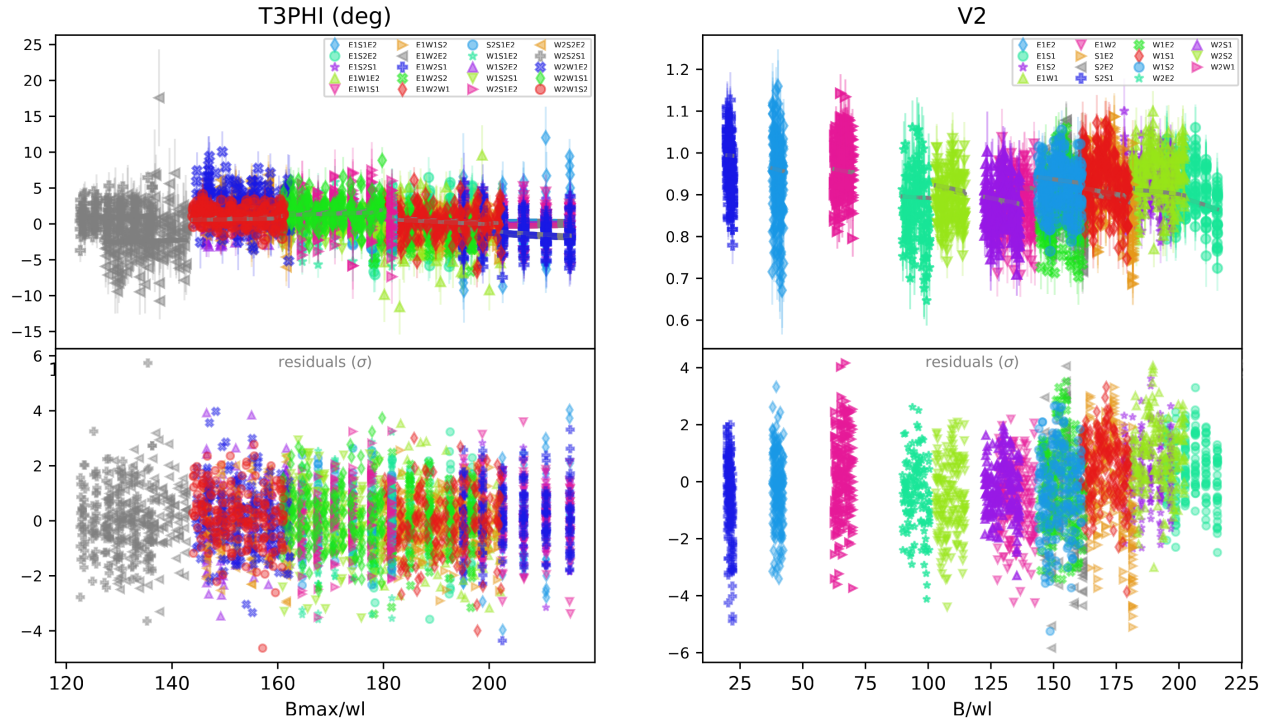 T3PHI (deg)
V2
E1S1E2 E1W1S2 S2S1E2 W2S2E2
E1S2E2 E1W2E2 W1S1E2 W2S2S1
E1S2S1 E1W2S1 W1S2E2 W2W1E2
E1W1E2 E1W2S2 W1S2S1 W2W1S1
E1W1S1 E1W2W1 W2S1E2 W2W1S2
E1E2 E1W2 W1E2 W2S1
E1S1 S1E2 W1S1 W2S2
E1S2 S2E2 W1S2 W2W1
E1W1 S2S1 W2E2
25
20
15
10
5
0
−5
−10
−15
1.2
1.1
1.0
0.9
0.8
0.7
0.6
residuals (σ)
residuals (σ)
6
4
2
0
−2
−4
4
2
0
−2
−4
−6
120 140 160 180 200
25 50 75 100 125 150 175 200 225
Bmax/wl
B/wl